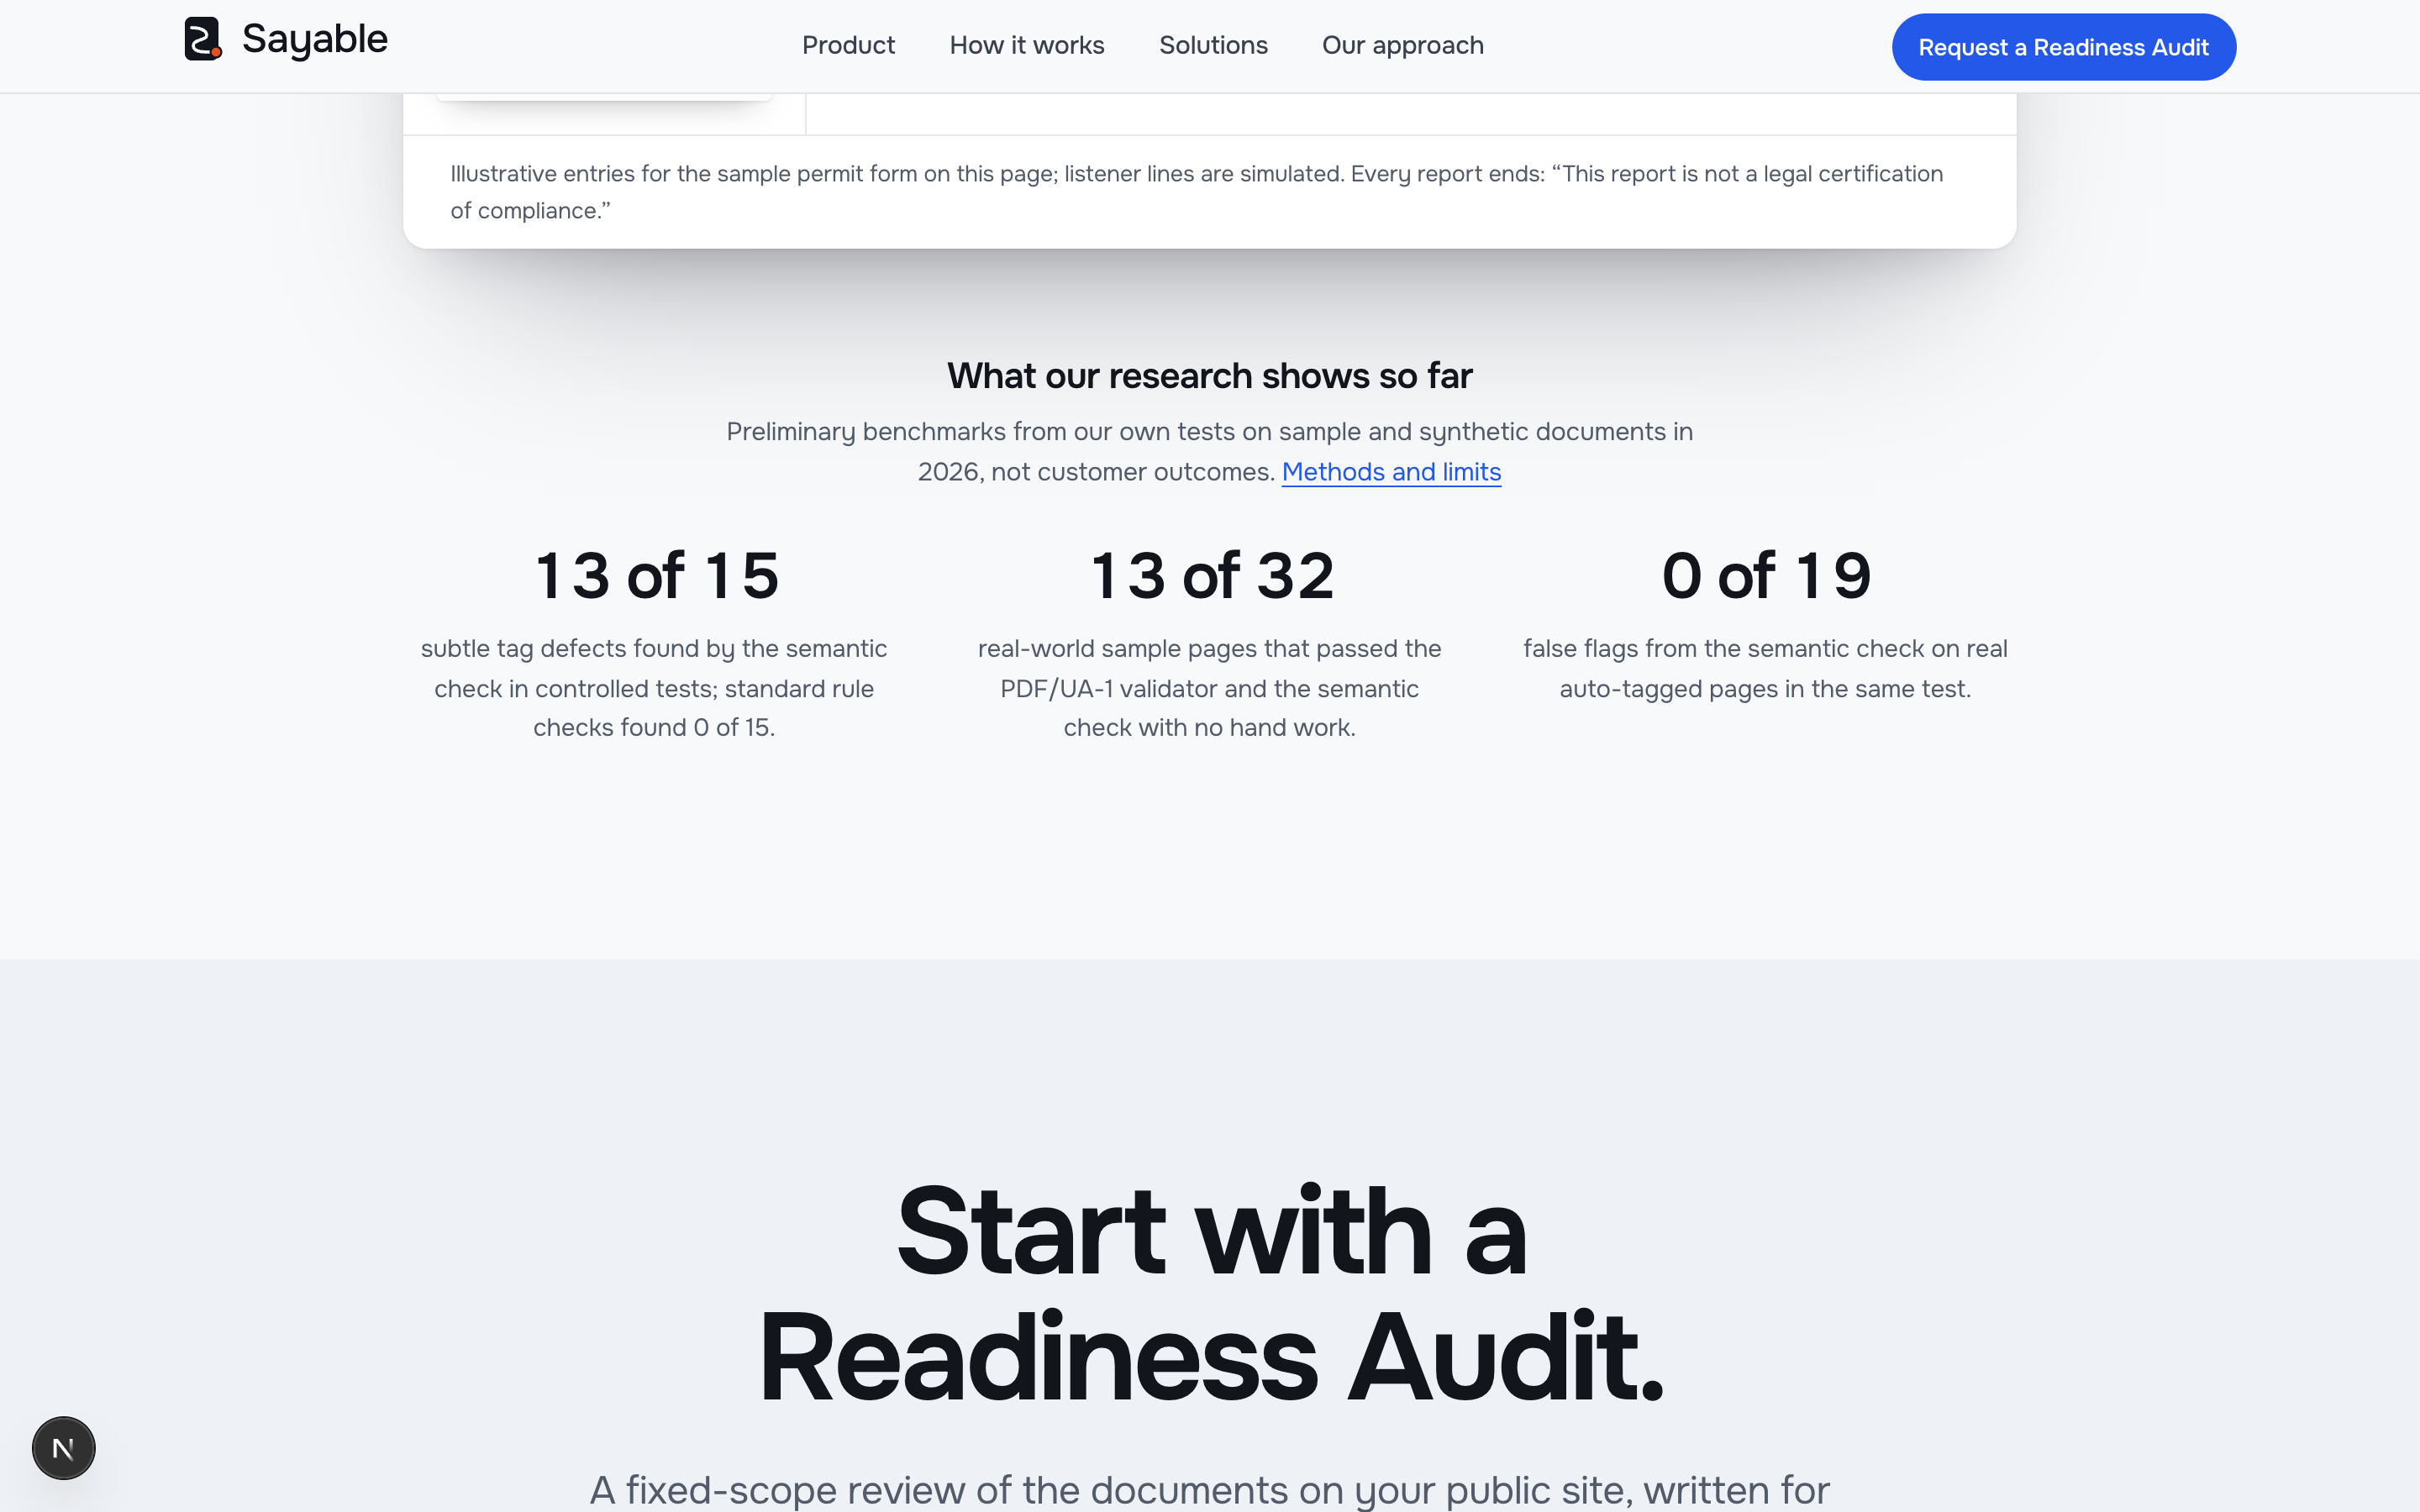 Sayable
Product
How it works
Solutions
Our approach
Request a Readiness Audit
Illustrative entries for the sample permit form on this page; listener lines are simulated. Every report ends: “This report is not a legal certification
of compliance.”
What our research shows so far
Preliminary benchmarks from our own tests on sample and synthetic documents in
2026, not customer outcomes. Methods and limits
13 of 15
subtle tag defects found by the semantic
check in controlled tests; standard rule
checks found 0 of 15.
13 of 32
real-world sample pages that passed the
PDF/UA-1 validator and the semantic
check with no hand work.
0 of 19
false flags from the semantic check on real
auto-tagged pages in the same test.
Start with a
Readiness Audit.
A fixed-scope review of the documents on your public site, written for
N